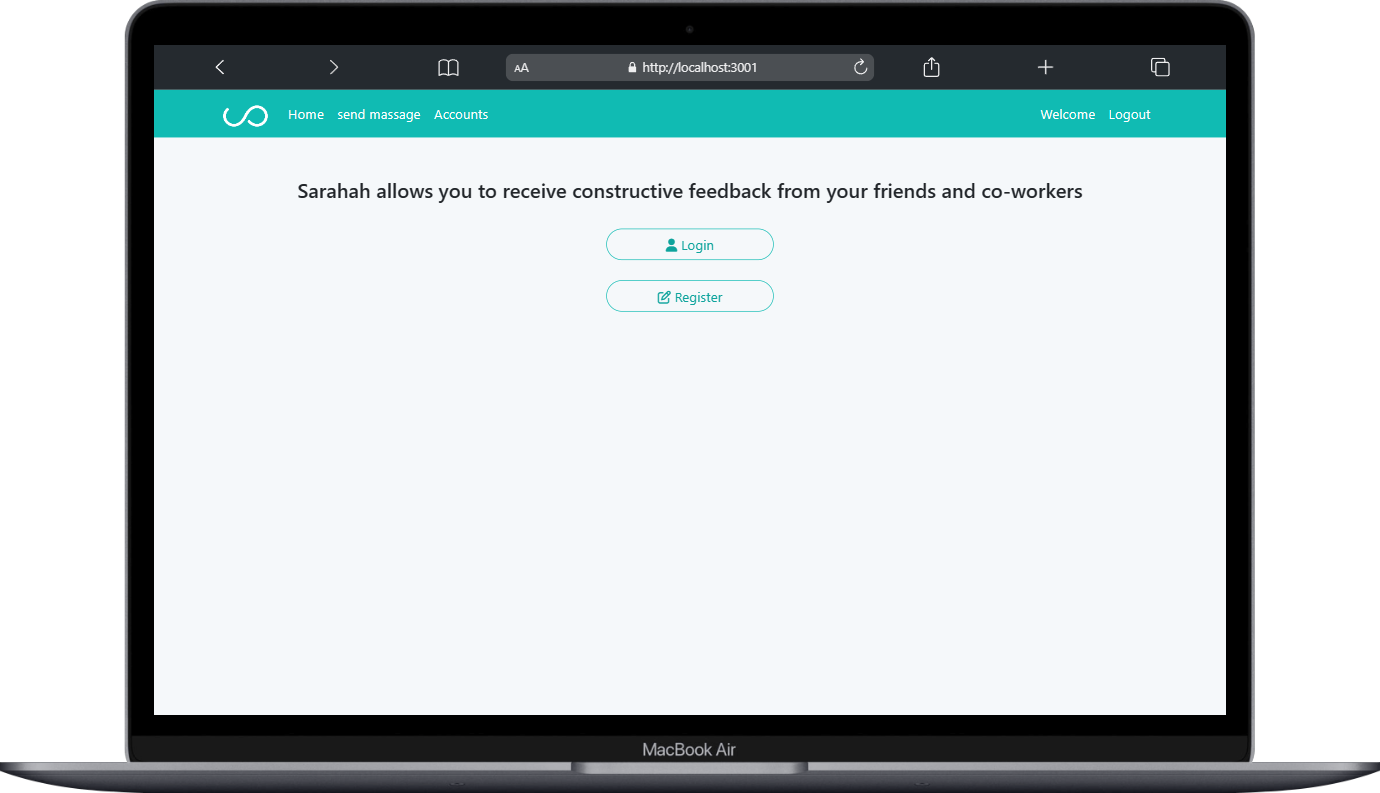 AA http://localhost:3001
Home send massage Accounts Welcome Logout
Sarahah allows you to receive constructive feedback from your friends and co-workers
Login
Register
MacBook Air